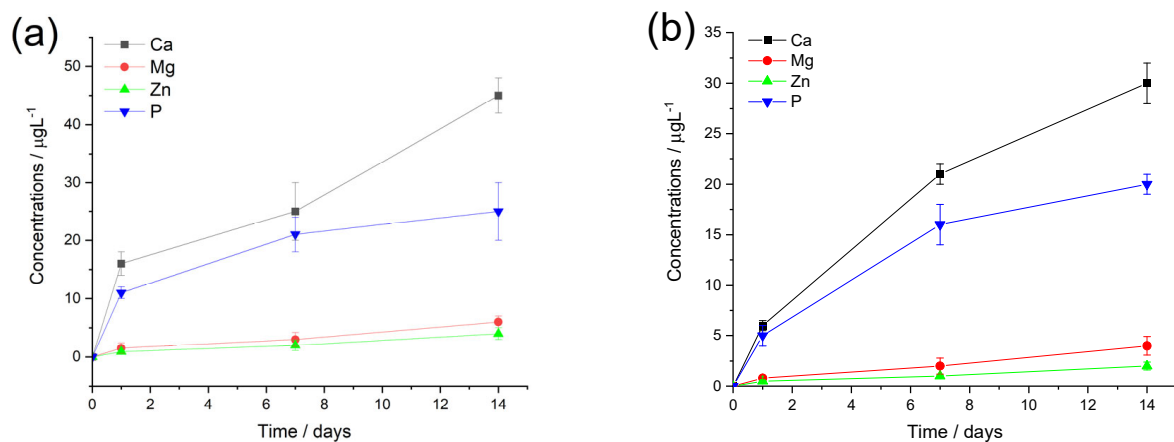 (a)
Ca
Mg
Zn
P
50
40
30
20
10
0
0 2 4 6 8 10 12 14
Concentrations / μgL⁻¹
Time / days
(b)
Ca
Mg
Zn
P
35
30
25
20
15
10
5
0
0 2 4 6 8 10 12 14
Concentrations / μgL⁻¹
Time / days